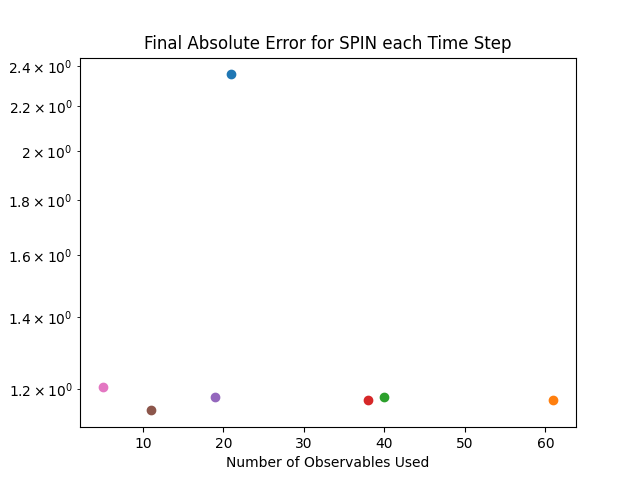 Final Absolute Error for SPIN each Time Step
2.4 × 10⁰
2.2 × 10⁰
2 × 10⁰
1.8 × 10⁰
1.6 × 10⁰
1.4 × 10⁰
1.2 × 10⁰
10 20 30 40 50 60
Number of Observables Used